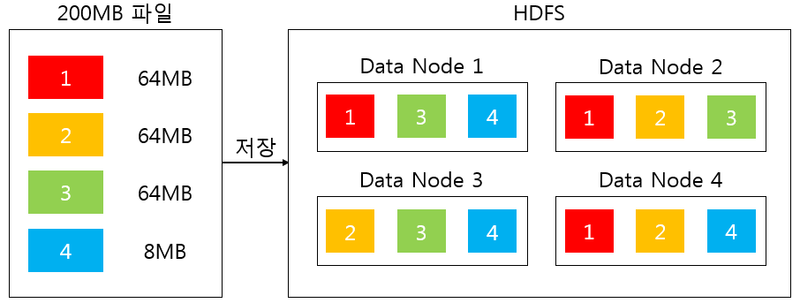 200MB 파일
1 64MB
2 64MB
3 64MB
4 8MB
저장
HDFS
Data Node 1
1 3 4
Data Node 2
1 2 3
Data Node 3
2 3 4
Data Node 4
1 2 4